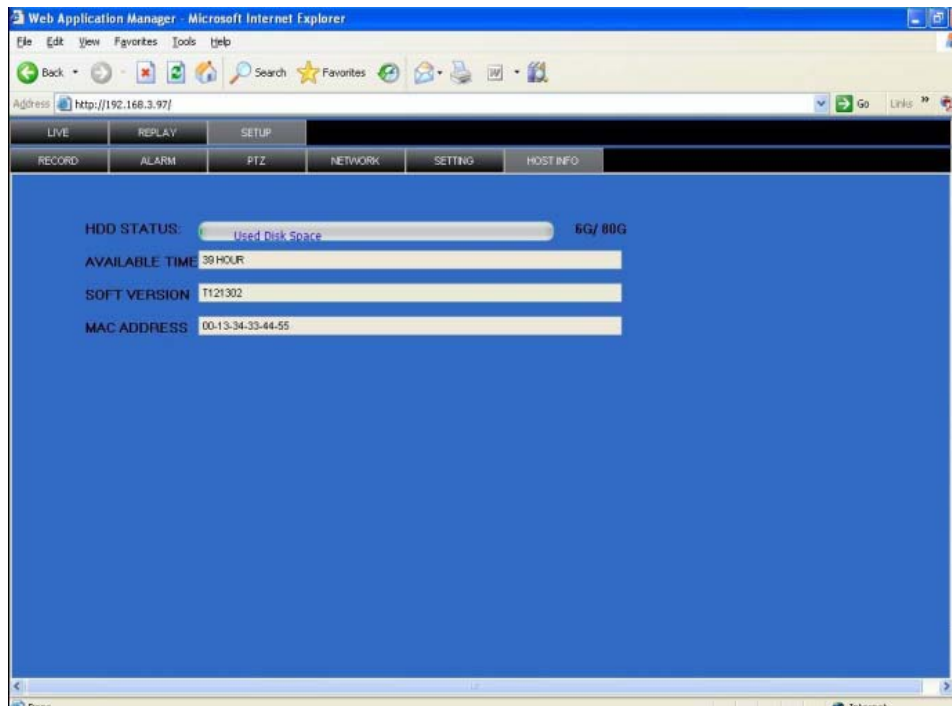 Web Application Manager - Microsoft Internet Explorer
File Edit View Favorites Tools Help
Back Search Favorites W
Address http://192.168.3.97/ Go Links »
LIVE REPLAY SETUP
RECORD ALARM PTZ NETWORK SETTING HOST INFO
HDD STATUS: Used Disk Space 6G/ 80G
AVAILABLE TIME 39 HOUR
SOFT VERSION T121302
MAC ADDRESS 00-13-34-33-44-55